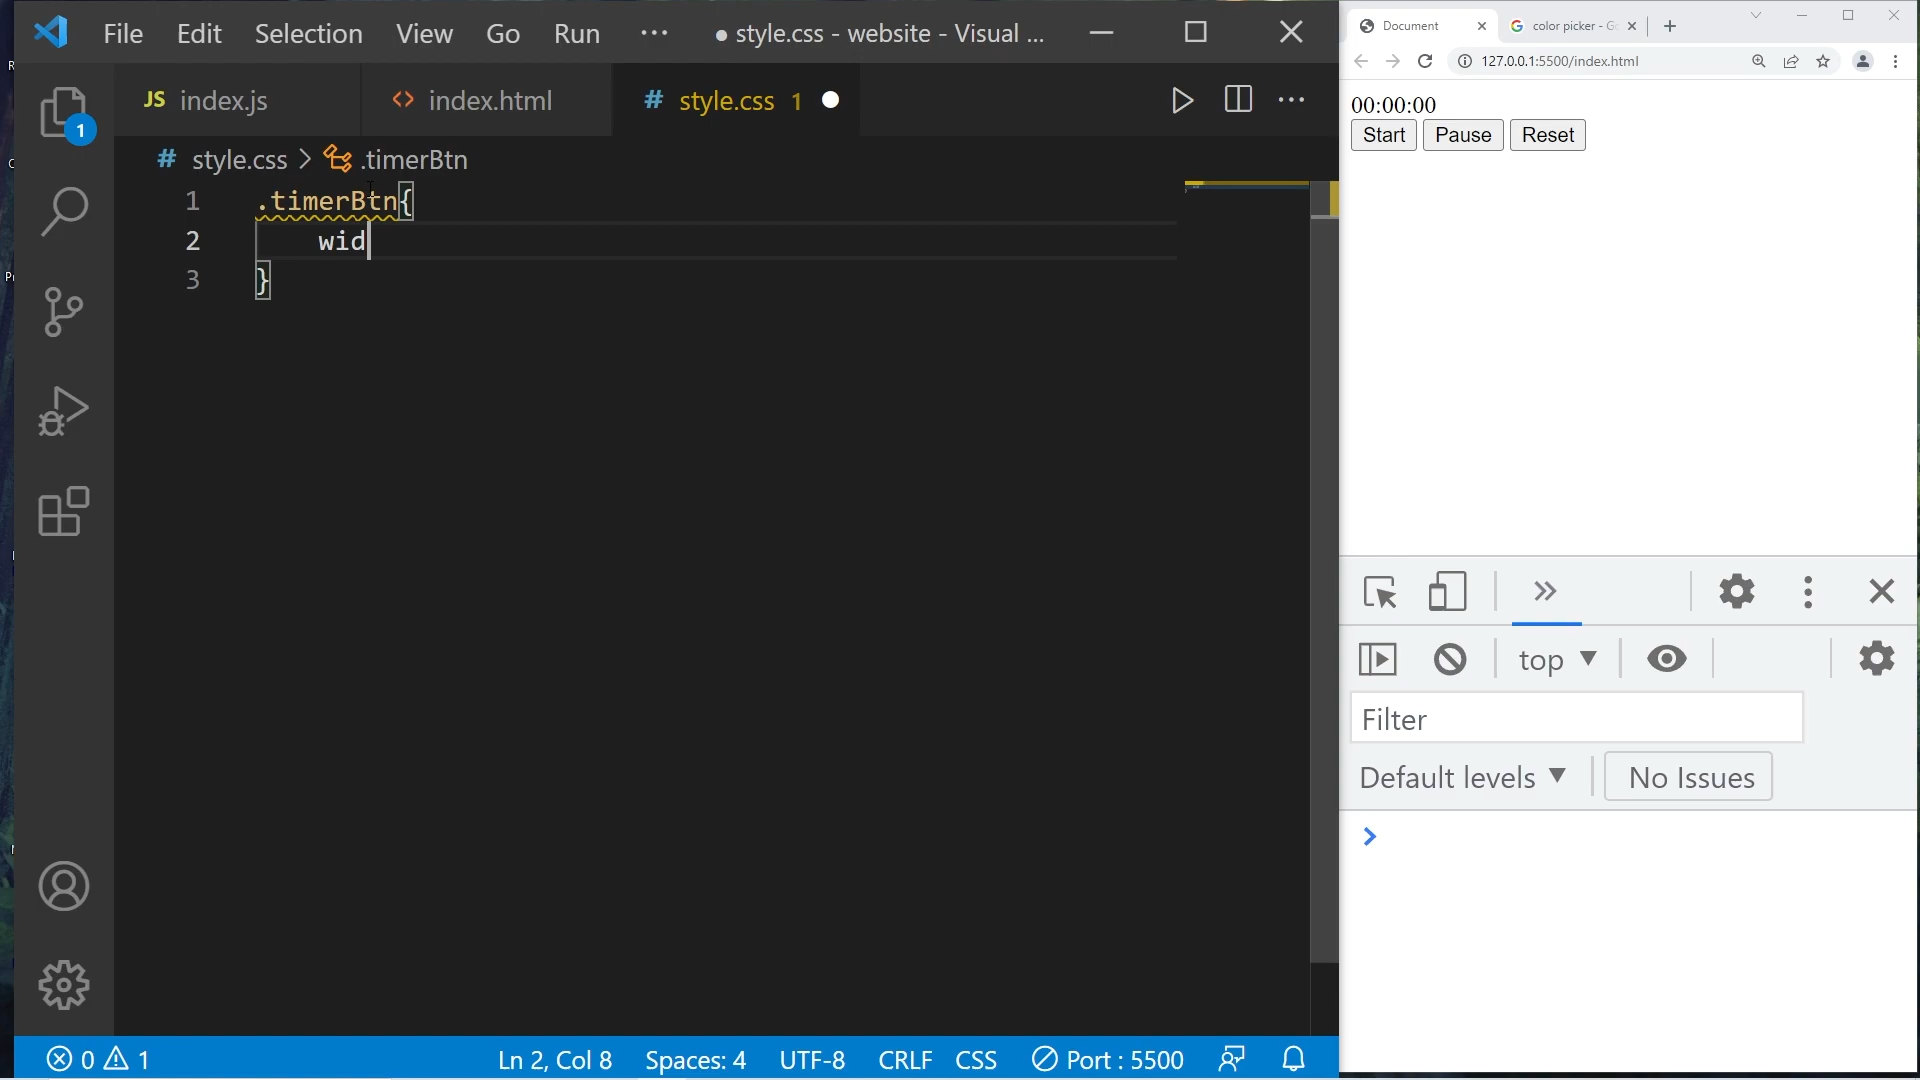 File Edit Selection View Go Run ··· ● style.css - website - Visual ...
JS index.js <> index.html # style.css 1
# style.css > .timerBtn
1 .timerBtn{
2 wid
3 }
1
0 1 Ln 2, Col 8 Spaces: 4 UTF-8 CRLF CSS Port : 5500
Document color picker - Go
127.0.0.1:5500/index.html
00:00:00
Start Pause Reset
top
Filter
Default levels No Issues